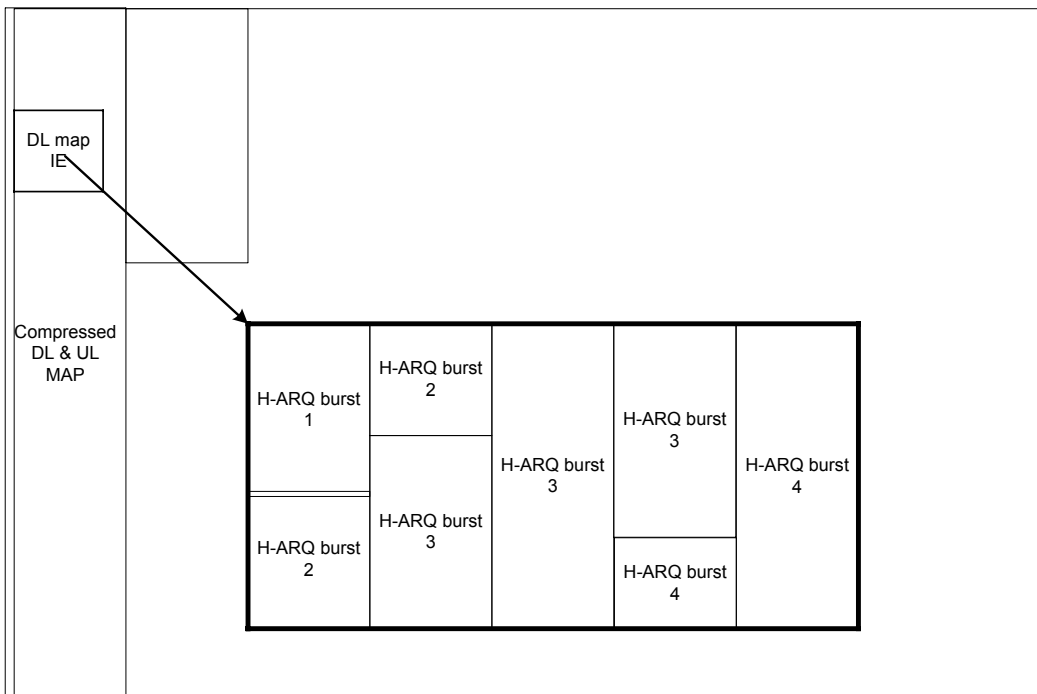 DL map
IE
Compressed
DL & UL
MAP
H-ARQ burst
1
H-ARQ burst
2
H-ARQ burst
2
H-ARQ burst
3
H-ARQ burst
3
H-ARQ burst
3
H-ARQ burst
4
H-ARQ burst
4